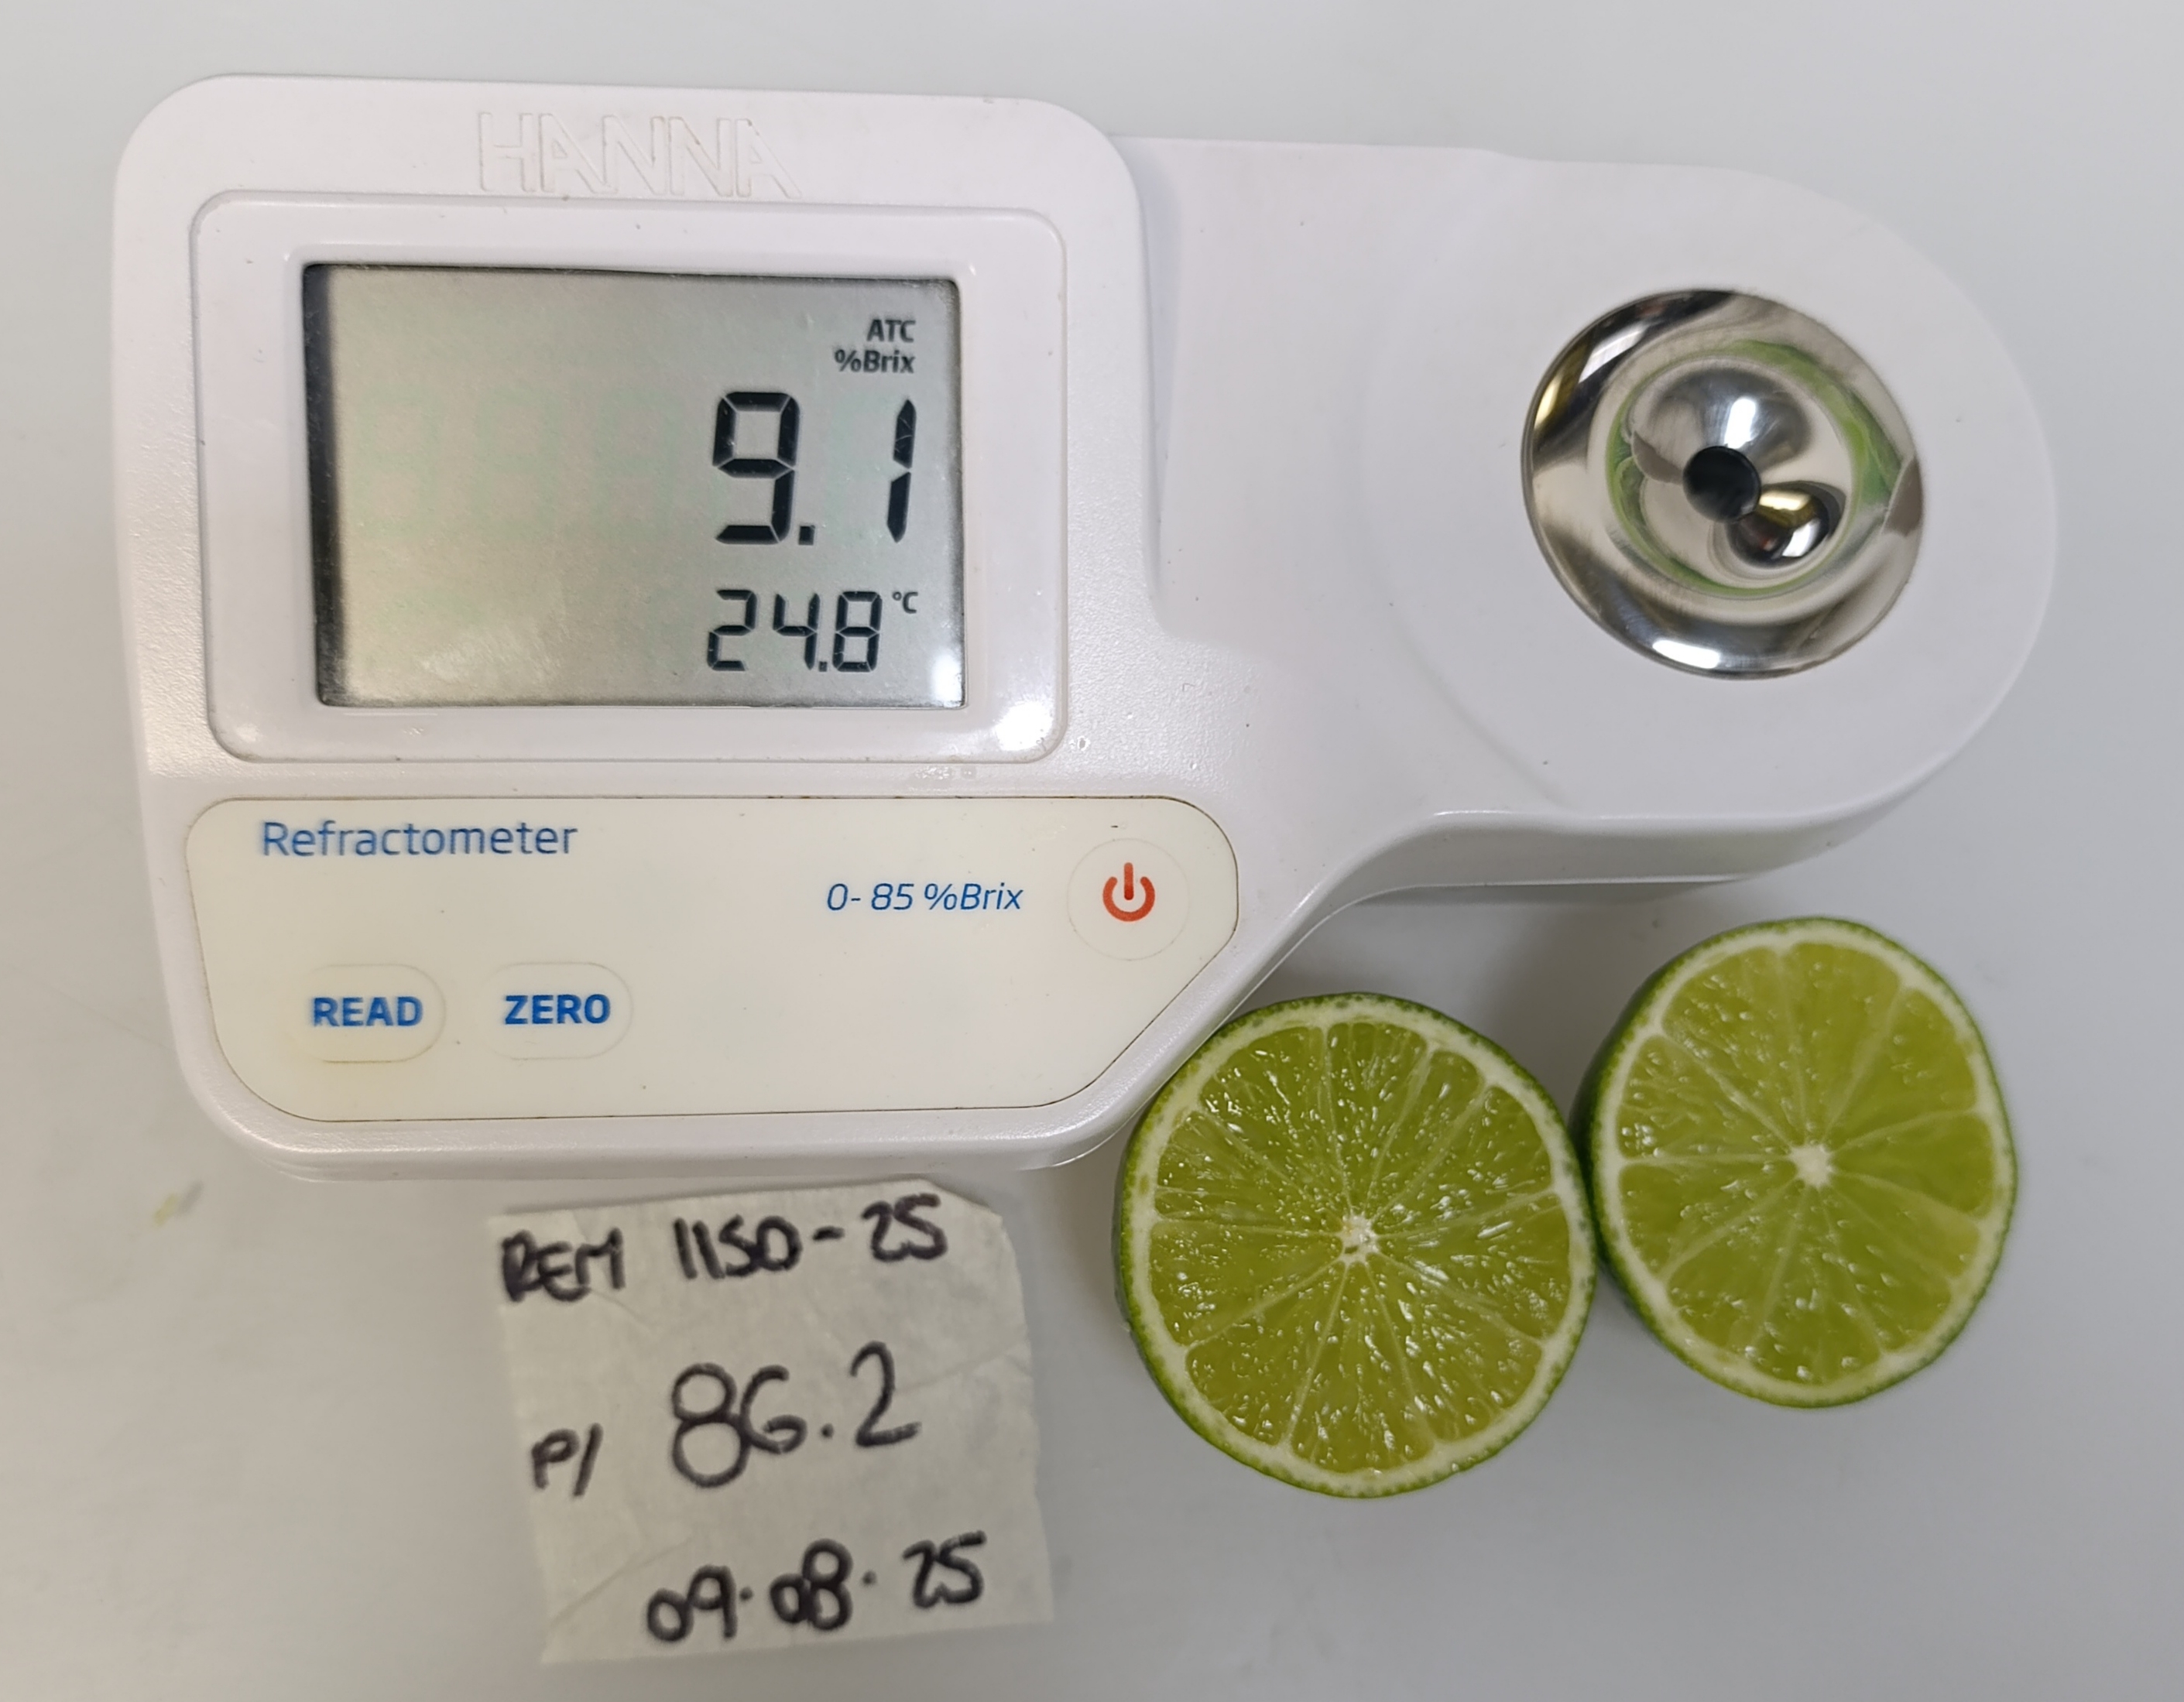 HANNA
ATC
%Brix
9.1
24.8 °C
Refractometer
0- 85 %Brix
READ ZERO
REM 1150-25
P/ 86.2
09.08.25